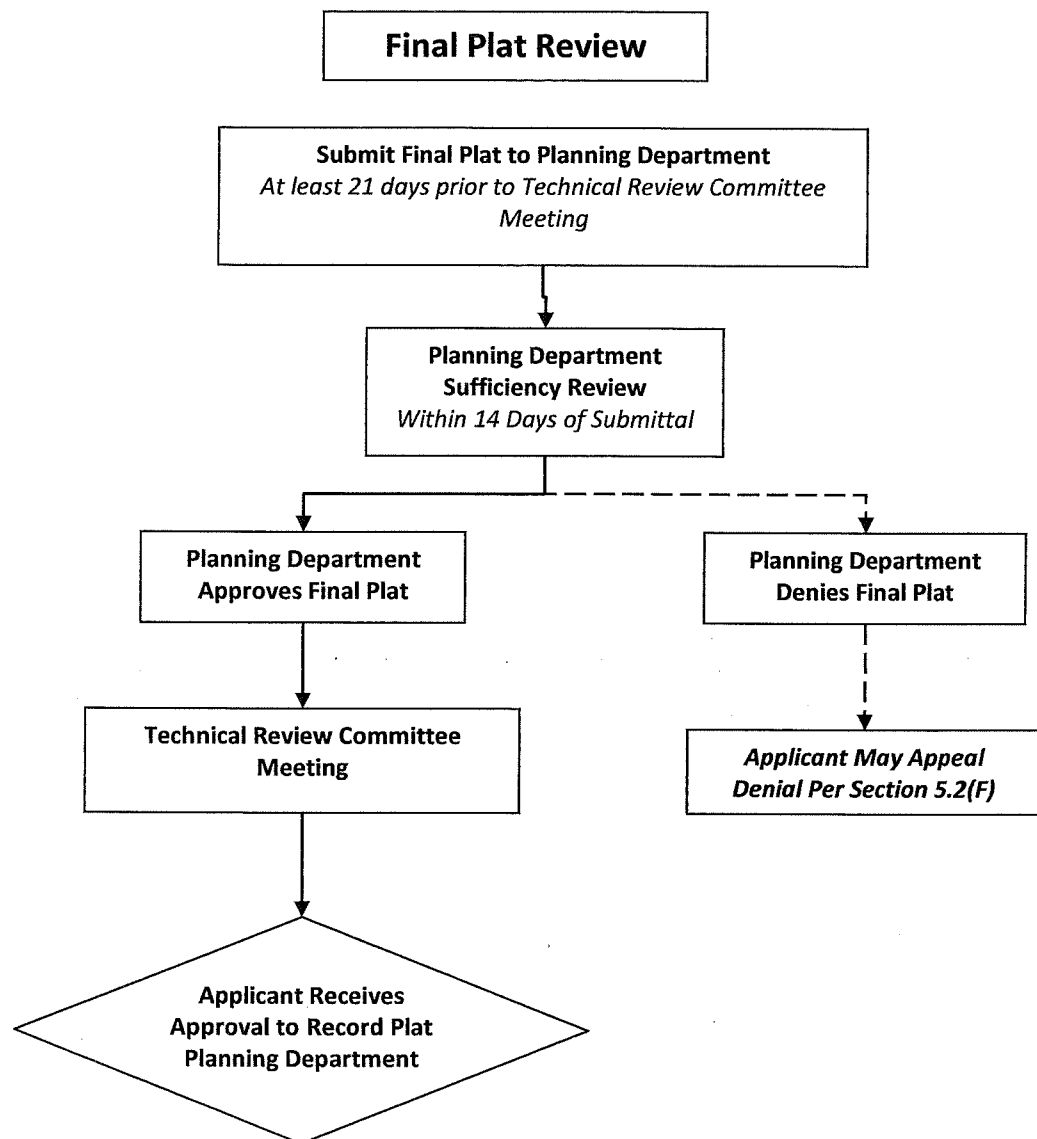 Final Plat Review
Submit Final Plat to Planning Department
At least 21 days prior to Technical Review Committee
Meeting
Planning Department
Sufficiency Review
Within 14 Days of Submittal
Planning Department
Approves Final Plat
Planning Department
Denies Final Plat
Technical Review Committee
Meeting
Applicant May Appeal
Denial Per Section 5.2(F)
Applicant Receives
Approval to Record Plat
Planning Department